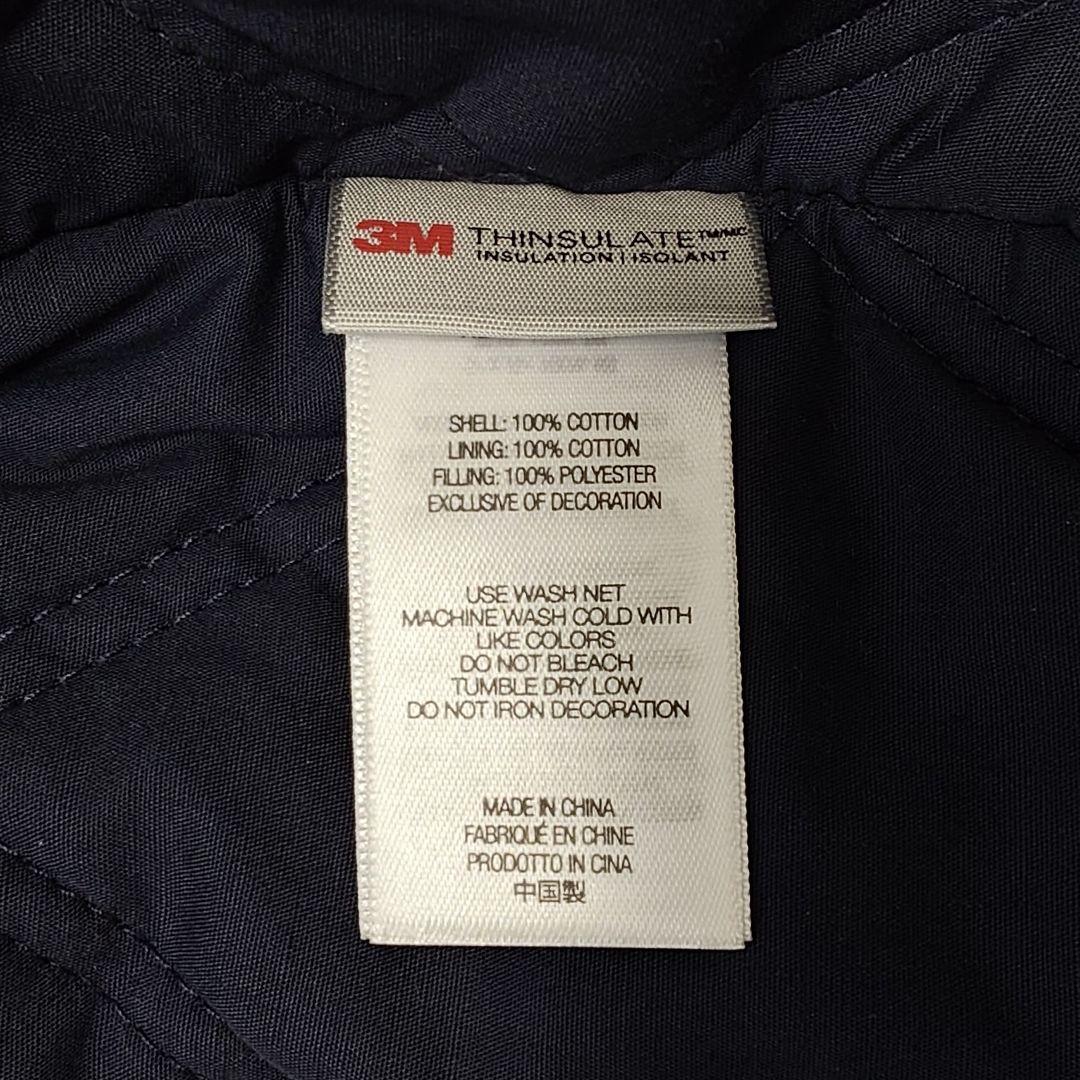 3M THINSULATE™/MC
INSULATION | ISOLANT
SHELL: 100% COTTON
LINING: 100% COTTON
FILLING: 100% POLYESTER
EXCLUSIVE OF DECORATION
USE WASH NET
MACHINE WASH COLD WITH
LIKE COLORS
DO NOT BLEACH
TUMBLE DRY LOW
DO NOT IRON DECORATION
MADE IN CHINA
FABRIQUÉ EN CHINE
PRODOTTO IN CINA
中国製